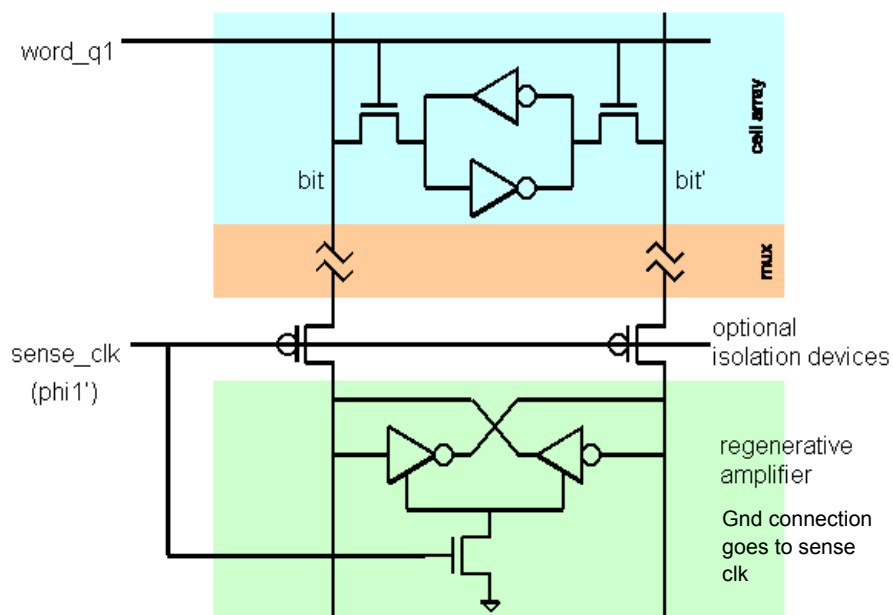 word_q1
cell array
bit
bit'
mux
optional
isolation devices
sense_clk
(phi1')
regenerative
amplifier
Gnd connection
goes to sense
clk